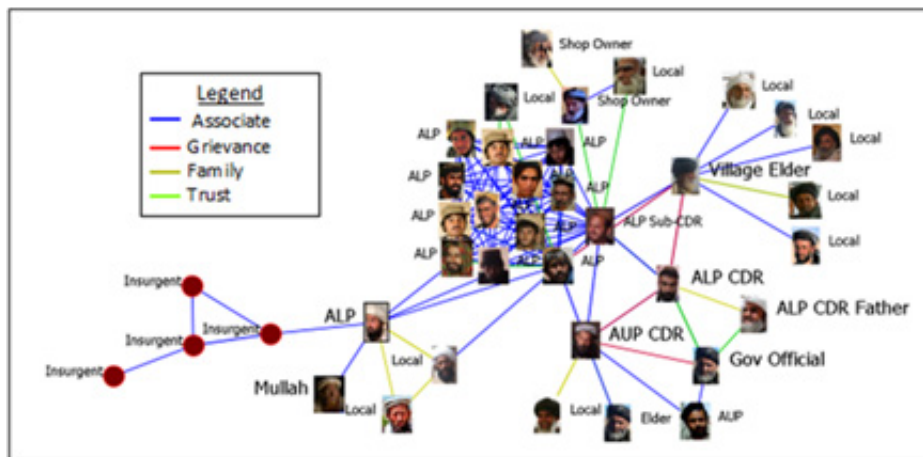 Legend
Associate
Grievance
Family
Trust
Shop Owner
Local
Shop Owner
Local
ALP
ALP
ALP
ALP
ALP
ALP
ALP
ALP
ALP
ALP Sub-CDR
Village Elder
Local
Local
Local
Local
Local
ALP CDR
ALP CDR Father
AUP CDR
Gov Official
Local
Elder
AUP
Insurgent
Insurgent
Insurgent
Insurgent
ALP
Mullah
Local
Local